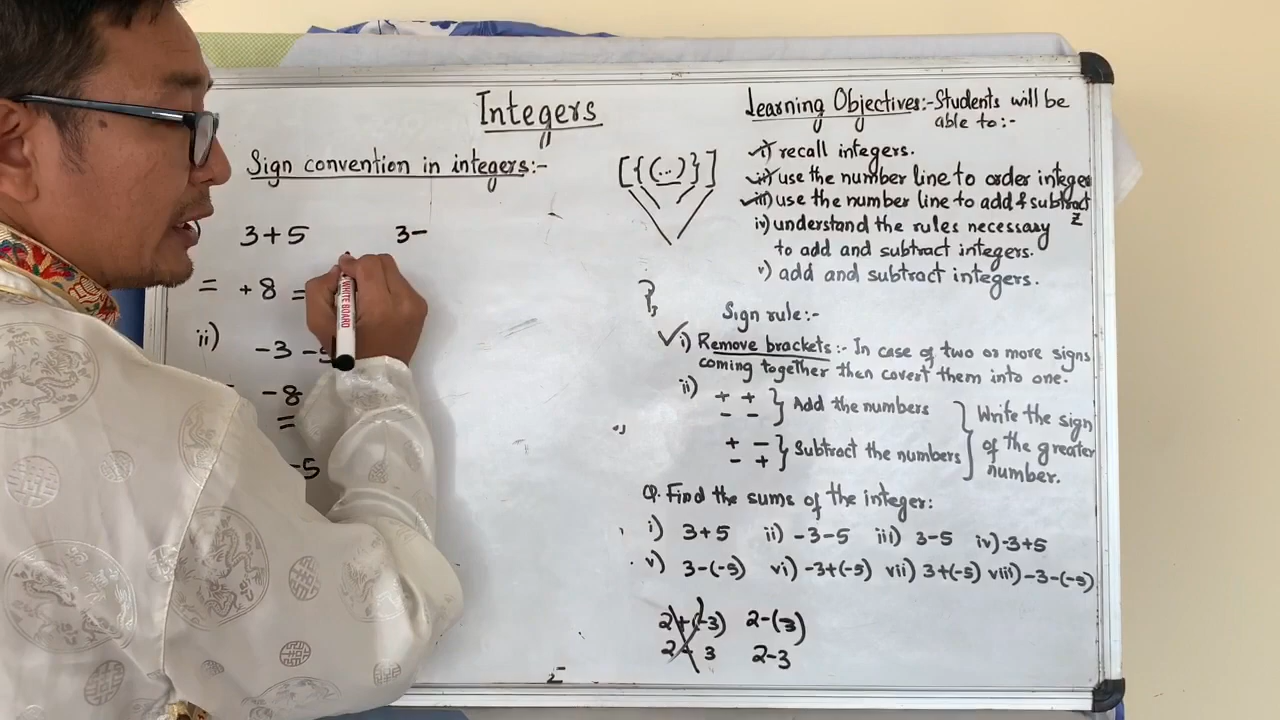 Integers
Sign convention in integers:-
3+5
= +8 =
ii) -3 -5
-8
=
-5
3-
[{(..)}]
Learning Objectives:- Students will be
able to:-
i) recall integers.
ii) use the number line to order integer
iii) use the number line to add & subtract
Z
iv) understand the rules necessary
to add and subtract integers.
v) add and subtract integers.
Sign rule:-
i) Remove brackets:- In case of two or more signs
coming together then covert them into one.
ii) + + } Add the numbers
- -
+ - } Subtract the numbers
- +
} Write the sign
of the greater
number.
Q. Find the sums of the integer:
i) 3+5 ii) -3-5 iii) 3-5 iv) -3+5
v) 3-(-5) vi) -3+(-5) vii) 3+(-5) viii) -3-(-5)
2+(-3) 2-(3)
2-3 2-3
WHITE BOARD